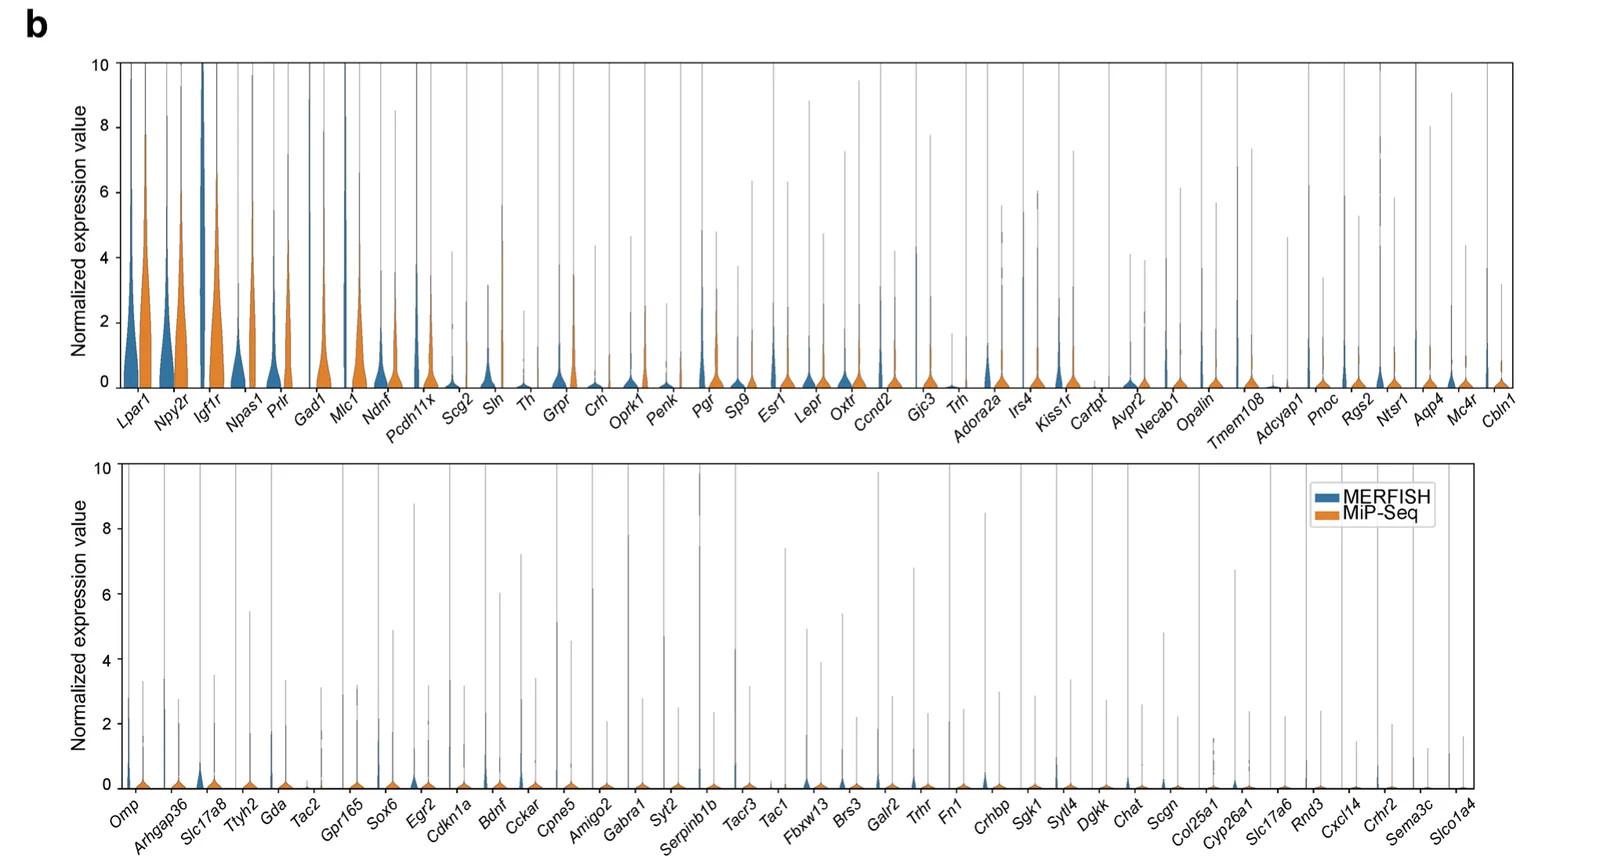 b
Normalized expression value
10
8
6
4
2
0
Lpar1 Npy2r Igf1r Npas1 Prlr Gad1 Mlc1 Ndnf Pcdh11x Scg2 Sln Th Grpr Crh Oprk1 Penk Pgr Sp9 Esr1 Lepr Oxtr Ccnd2 Gjc3 Trh Adora2a Irs4 Kiss1r Cartpt Avpr2 Necab1 Opalin Tmem108 Adcyap1 Pnoc Rgs2 Ntsr1 Aqp4 Mc4r Cbln1
Normalized expression value
10
8
6
4
2
0
MERFISH
MiP-Seq
Omp Arhgap36 Slc17a8 Ttyh2 Gda Tac2 Gpr165 Sox6 Egr2 Cdkn1a Bdnf Cckar Cpne5 Amigo2 Gabra1 Syt2 Serpinb1b Tacr3 Tac1 Fbxw13 Brs3 Galr2 Trhr Fn1 Crhbp Sgk1 Sytl4 Dgkk Chat Scgn Col25a1 Cyp26a1 Slc17a6 Rnd3 Cxcl14 Crhr2 Sema3c Slco1a4